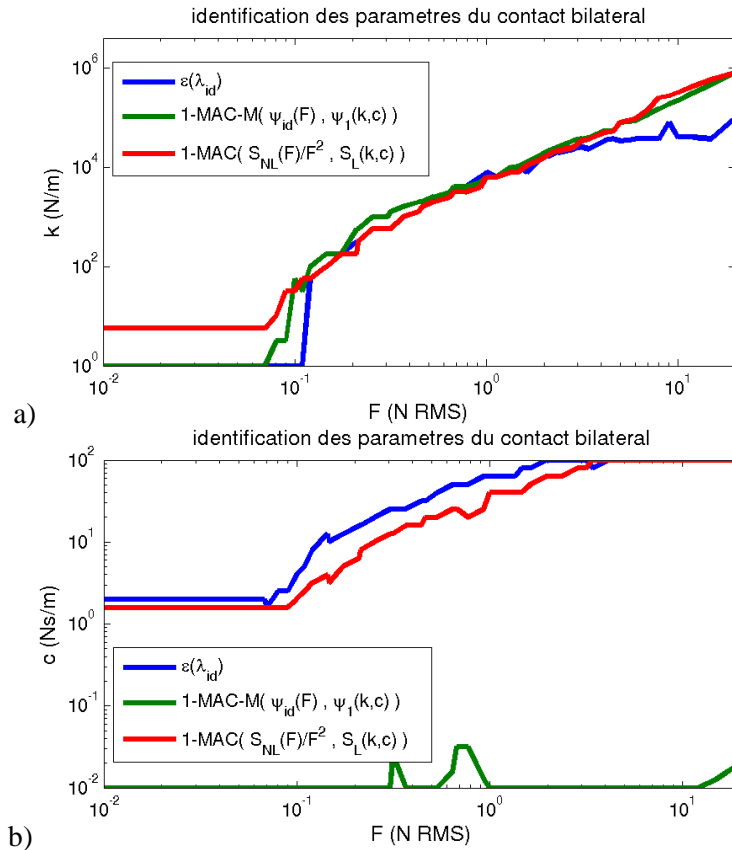 identification des parametres du contact bilateral
10^6
10^4
10^2
10^0
k (N/m)
ε(λ_id)
1-MAC-M( ψ_id(F) , ψ_1(k,c) )
1-MAC( S_NL(F)/F^2 , S_L(k,c) )
10^-2
10^-1
10^0
10^1
F (N RMS)
a)
identification des parametres du contact bilateral
10^2
10^1
10^0
10^-1
10^-2
c (Ns/m)
ε(λ_id)
1-MAC-M( ψ_id(F) , ψ_1(k,c) )
1-MAC( S_NL(F)/F^2 , S_L(k,c) )
10^-2
10^-1
10^0
10^1
F (N RMS)
b)